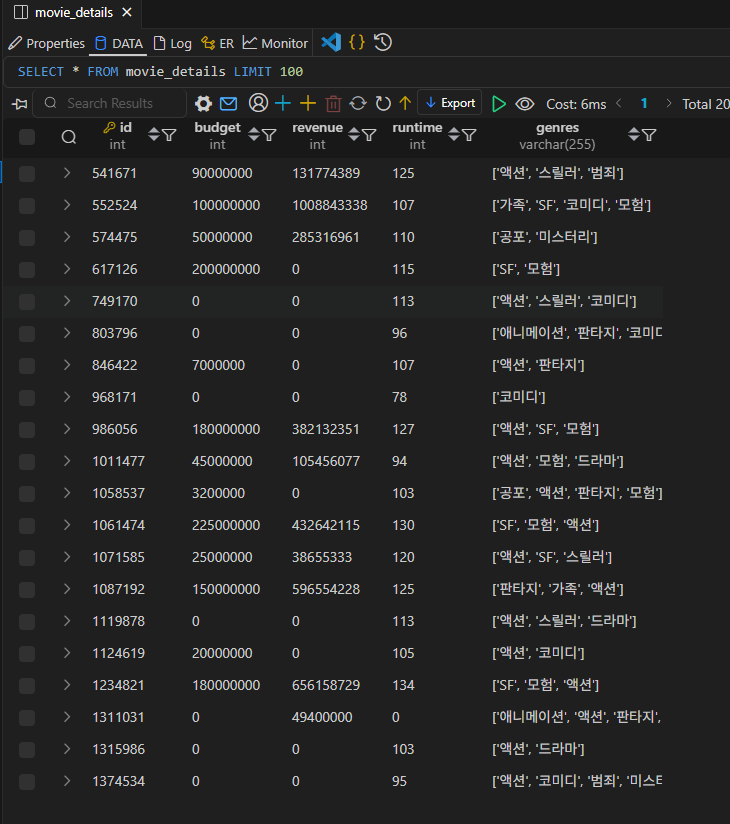 movie_details
Properties DATA Log ER Monitor
SELECT * FROM movie_details LIMIT 100
Search Results Export Cost: 6ms 1 Total 20
id budget revenue runtime genres
int int int int varchar(255)
541671 90000000 131774389 125 ['액션', '스릴러', '범죄']
552524 100000000 1008843338 107 ['가족', 'SF', '코미디', '모험']
574475 50000000 285316961 110 ['공포', '미스터리']
617126 200000000 0 115 ['SF', '모험']
749170 0 0 113 ['액션', '스릴러', '코미디']
803796 0 0 96 ['애니메이션', '판타지', '코미디
846422 7000000 0 107 ['액션', '판타지']
968171 0 0 78 ['코미디']
986056 180000000 382132351 127 ['액션', 'SF', '모험']
1011477 45000000 105456077 94 ['액션', '모험', '드라마']
1058537 3200000 0 103 ['공포', '액션', '판타지', '모험']
1061474 225000000 432642115 130 ['SF', '모험', '액션']
1071585 25000000 38655333 120 ['액션', 'SF', '스릴러']
1087192 150000000 596554228 125 ['판타지', '가족', '액션']
1119878 0 0 113 ['액션', '스릴러', '드라마']
1124619 20000000 0 105 ['액션', '코미디']
1234821 180000000 656158729 134 ['SF', '모험', '액션']
1311031 0 49400000 0 ['애니메이션', '액션', '판타지',
1315986 0 0 103 ['액션', '드라마']
1374534 0 0 95 ['액션', '코미디', '범죄', '미스터